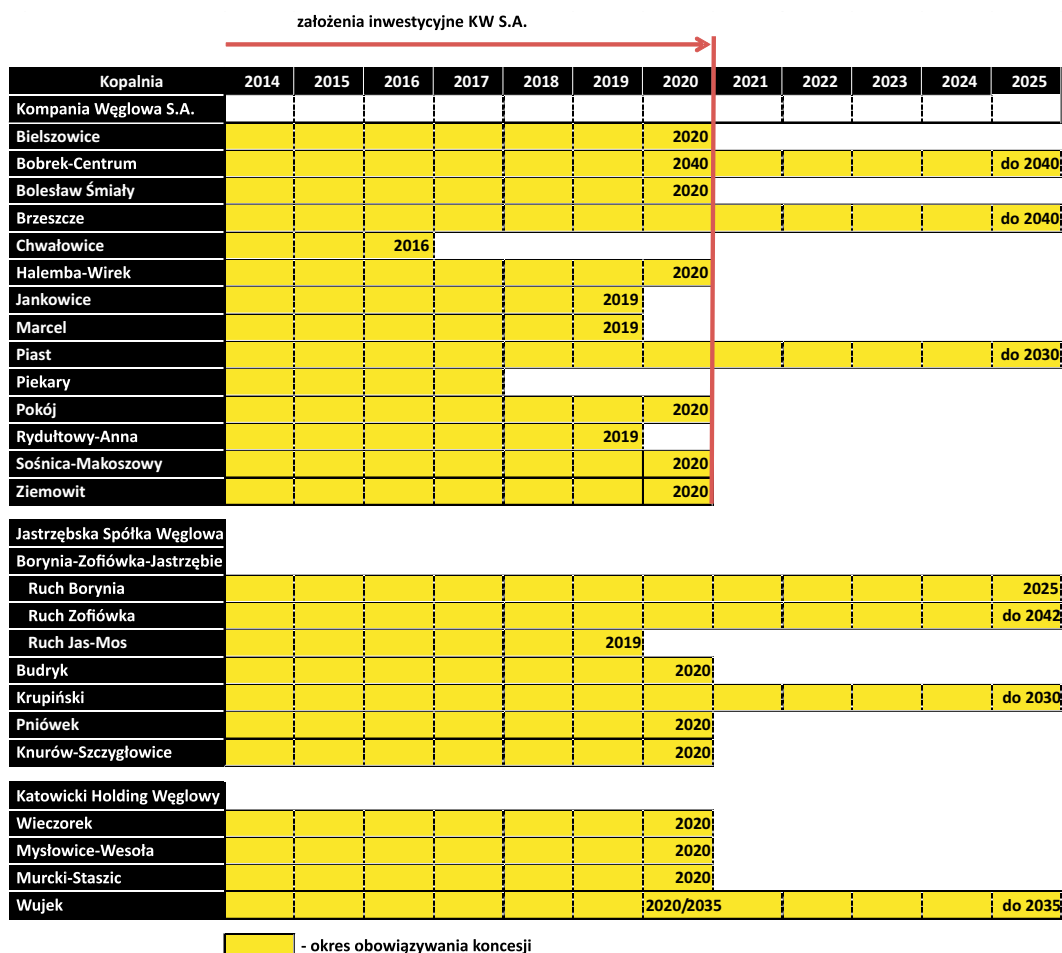 założenia inwestycyjne KW S.A.
Kopalnia 2014 2015 2016 2017 2018 2019 2020 2021 2022 2023 2024 2025
Kompania Węglowa S.A.
Bielszowice 2020
Bobrek-Centrum 2040 do 2040
Bolesław Śmiały 2020
Brzeszcze do 2040
Chwałowice 2016
Halemba-Wirek 2020
Jankowice 2019
Marcel 2019
Piast do 2030
Piekary
Pokój 2020
Rydułtowy-Anna 2019
Sośnica-Makoszowy 2020
Ziemowit 2020
Jastrzębska Spółka Węglowa
Borynia-Zofiówka-Jastrzębie
Ruch Borynia 2025
Ruch Zofiówka do 2042
Ruch Jas-Mos 2019
Budryk 2020
Krupiński do 2030
Pniówek 2020
Knurów-Szczygłowice 2020
Katowicki Holding Węglowy
Wieczorek 2020
Mysłowice-Wesoła 2020
Murcki-Staszic 2020
Wujek 2020/2035 do 2035
- okres obowiązywania koncesji